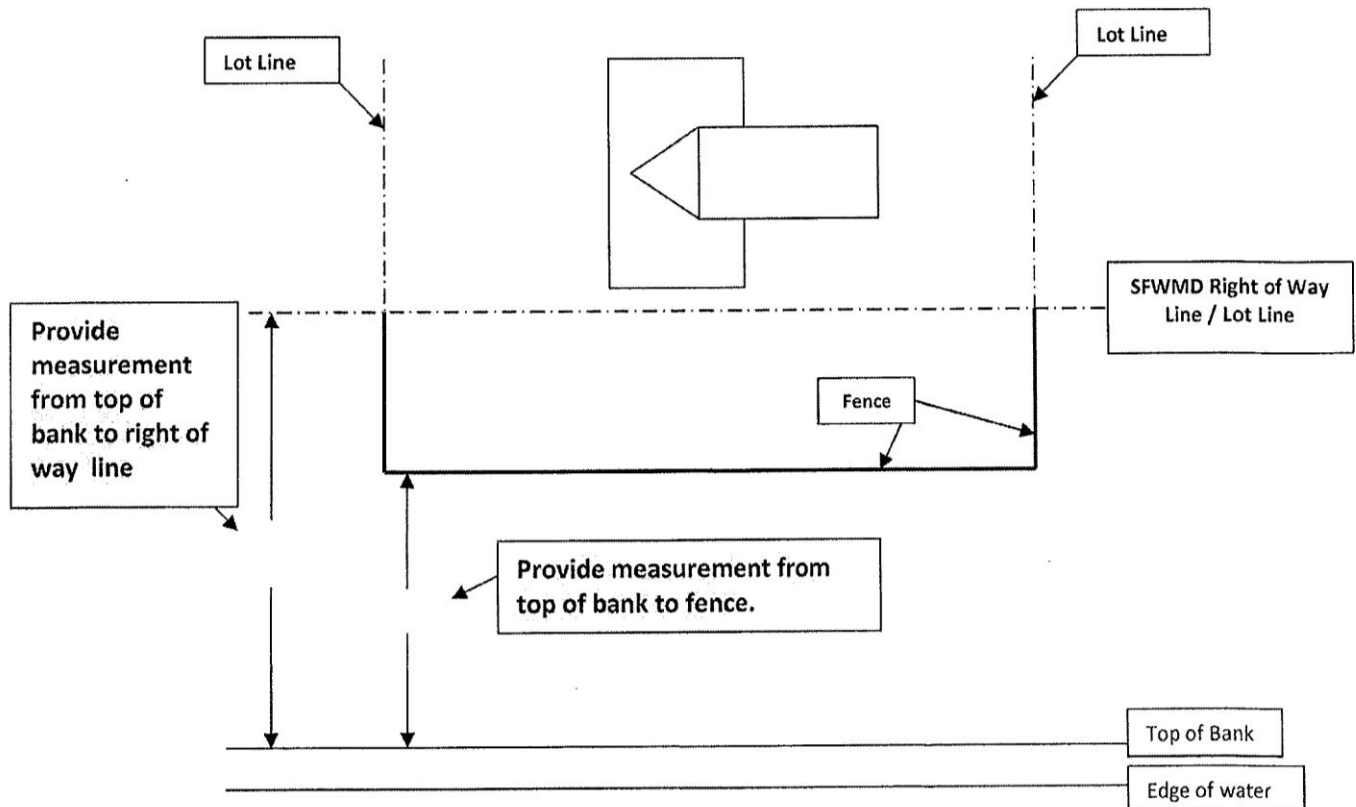 Lot Line
Lot Line
SFWMD Right of Way
Line / Lot Line
Provide
measurement
from top of
bank to right of
way line
Fence
Provide measurement from
top of bank to fence.
Top of Bank
Edge of water